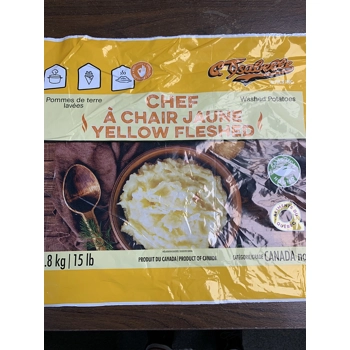 Pommes de terre
lavées
Washed Potatoes
CHEF
À CHAIR JAUNE
YELLOW FLESHED
.8 kg | 15 lb
PRODUIT DU CANADA | PRODUCT OF CANADA
CANADA no